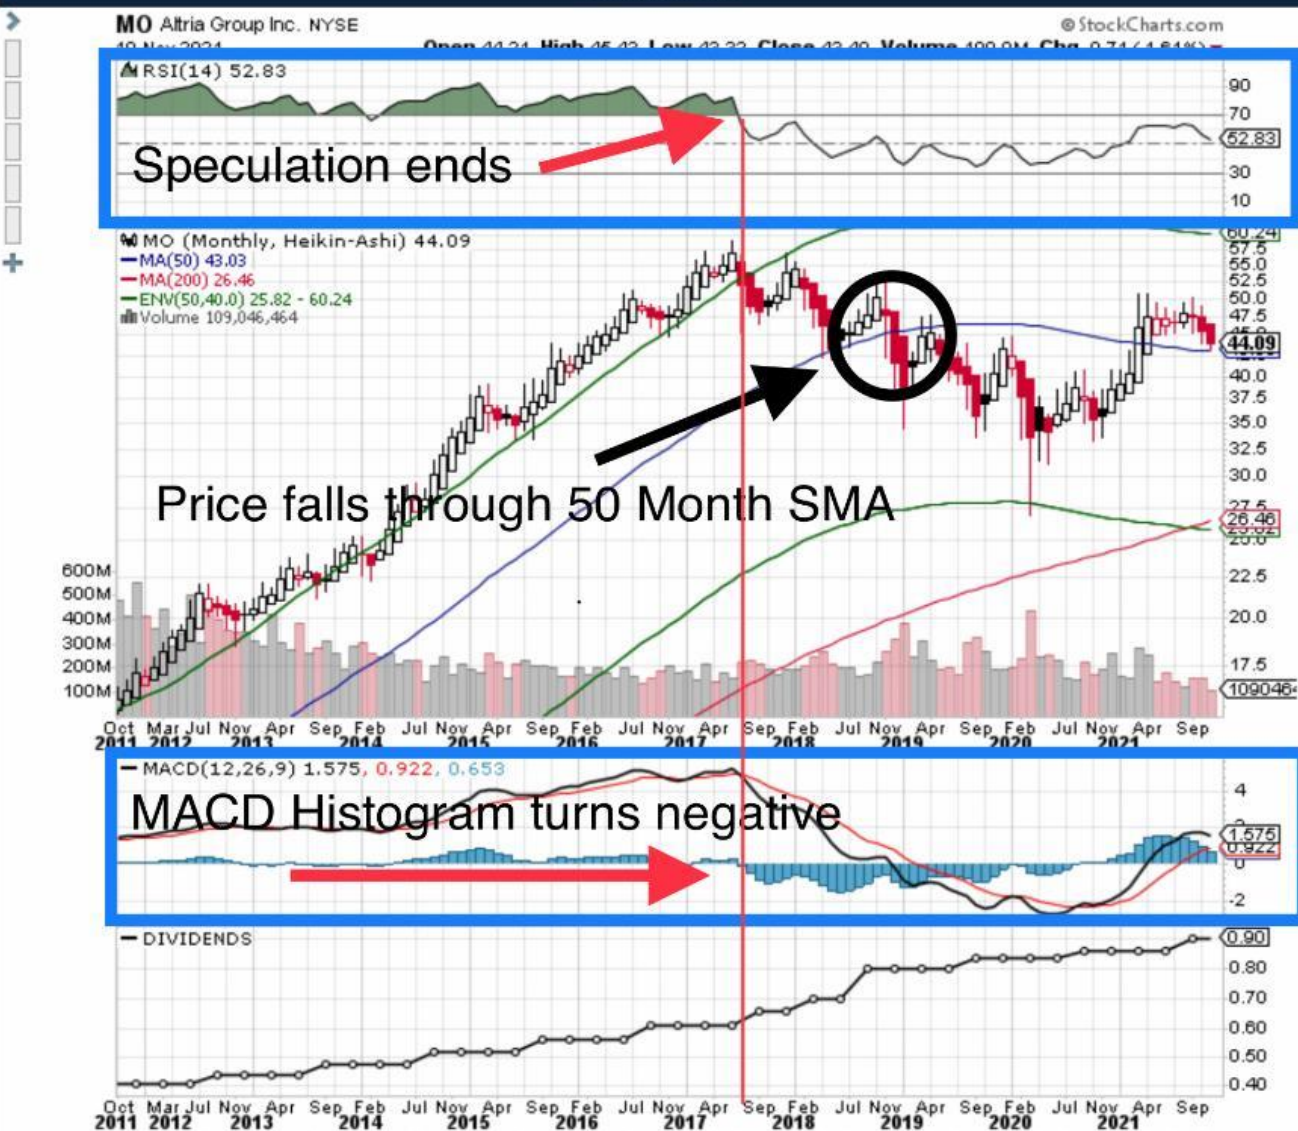 MO Altria Group Inc. NYSE
© StockCharts.com
RSI(14) 52.83
90
70
52.83
30
10
Speculation ends
MO (Monthly, Heikin-Ashi) 44.09
MA(50) 43.03
MA(200) 26.46
ENV(50,40.0) 25.82 - 60.24
Volume 109,046,464
60.24
57.5
55.0
52.5
50.0
47.5
44.09
40.0
37.5
35.0
32.5
30.0
27.5
26.46
22.5
20.0
17.5
109046
Price falls through 50 Month SMA
600M
500M
400M
300M
200M
100M
Oct Mar Jul Nov Apr Sep Feb Jul Nov Apr Sep Feb Jul Nov Apr Sep Feb Jul Nov Apr Sep Feb Jul Nov Apr Sep
2011 2012 2013 2014 2015 2016 2017 2018 2019 2020 2021
MACD(12,26,9) 1.575, 0.922, 0.653
MACD Histogram turns negative
4
1.575
0.922
0
-2
DIVIDENDS
0.90
0.80
0.70
0.60
0.50
0.40
Oct Mar Jul Nov Apr Sep Feb Jul Nov Apr Sep Feb Jul Nov Apr Sep Feb Jul Nov Apr Sep Feb Jul Nov Apr Sep
2011 2012 2013 2014 2015 2016 2017 2018 2019 2020 2021